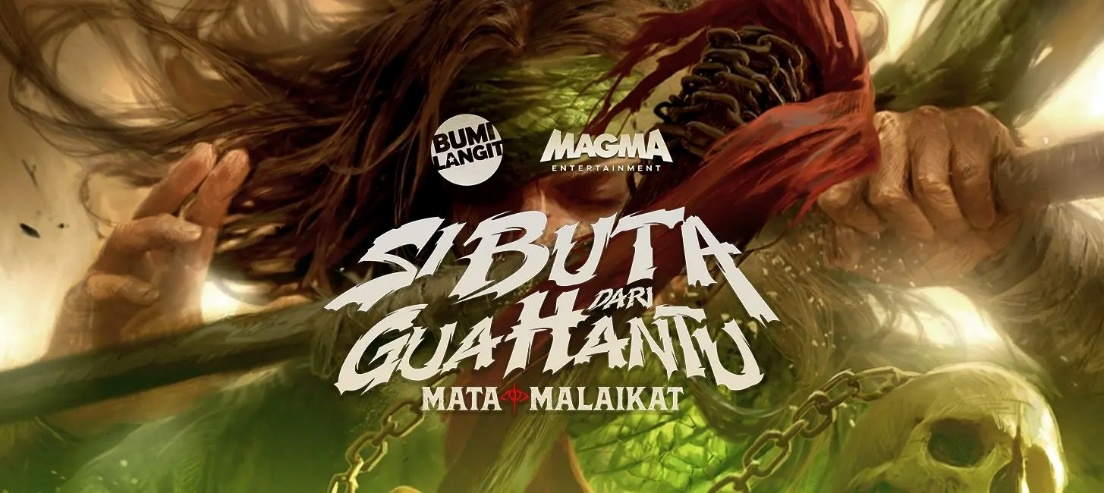 BUMI
LANGIT
MAGMA
ENTERTAINMENT
SI BUTA
DARI
GUA HANTU
MATA MALAIKAT